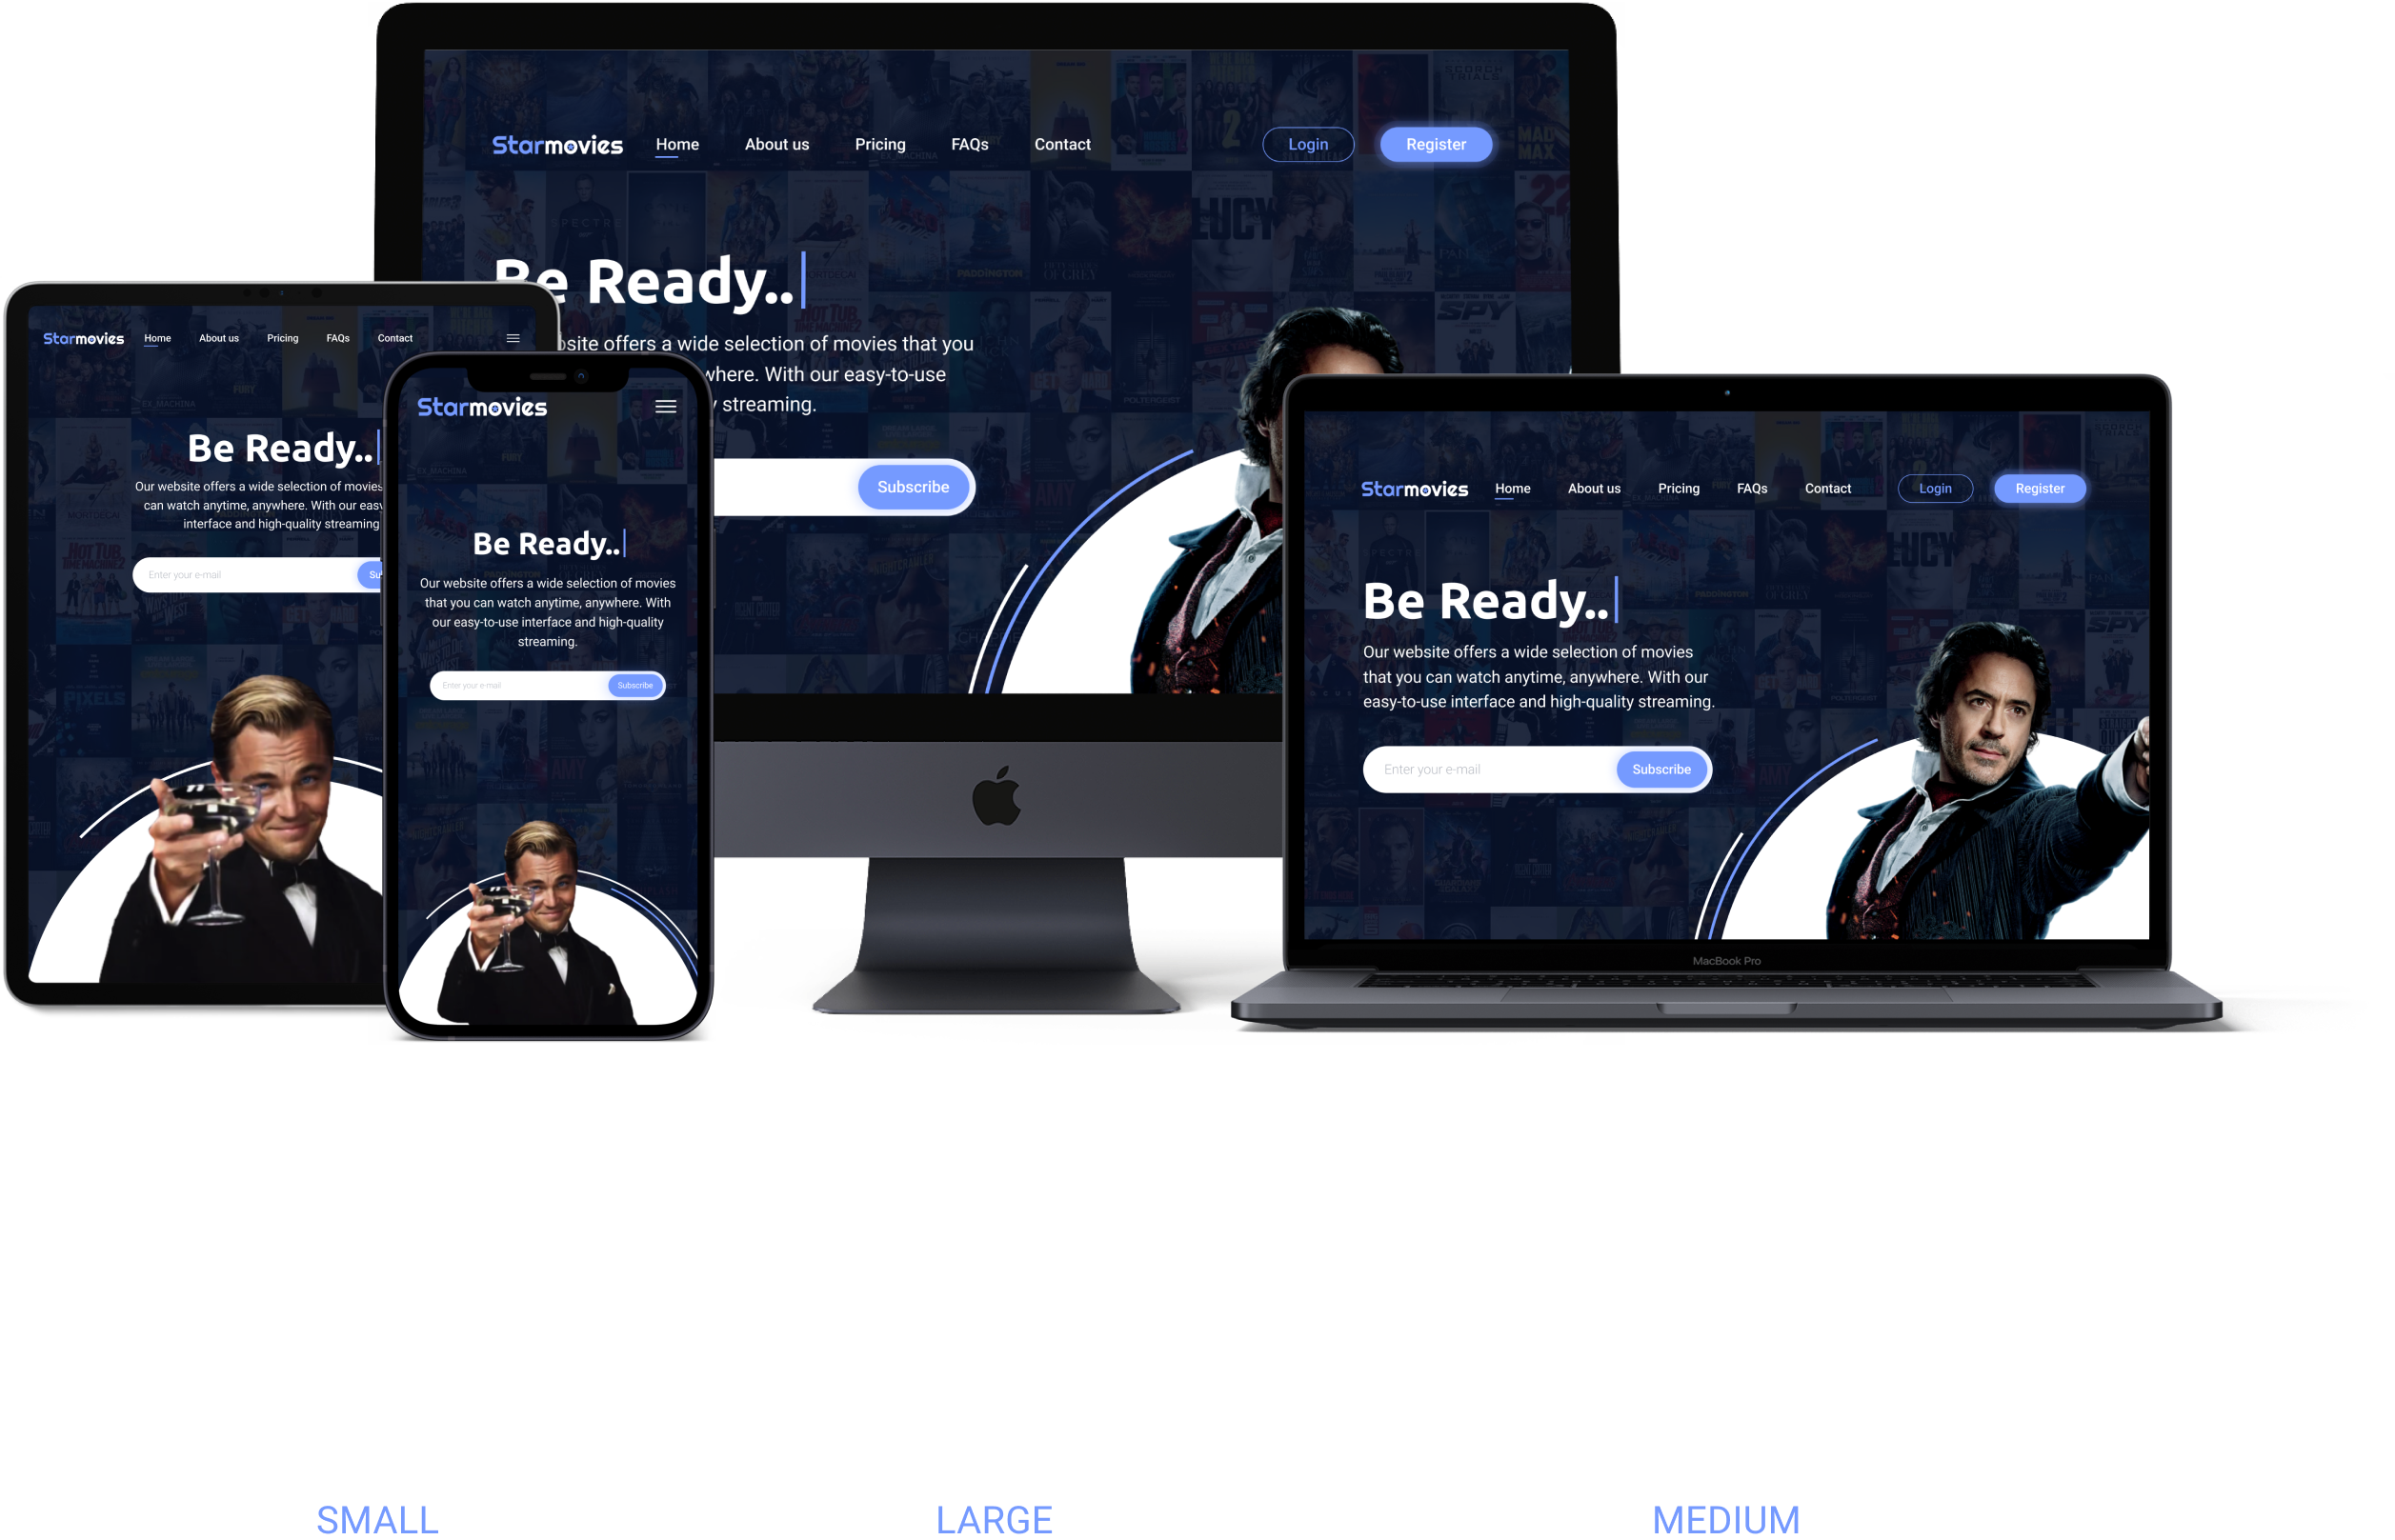 Starmovies
Home
About us
Pricing
FAQs
Contact
Login
Register
Be Ready..
site offers a wide selection of movies that you
where. With our easy-to-use
streaming.
Subscribe
Starmovies
Home
About us
Pricing
FAQs
Contact
Be Ready..
Our website offers a wide selection of movies
can watch anytime, anywhere. With our easy
interface and high-quality streaming
Enter your e-mail
Starmovies
Be Ready..
Our website offers a wide selection of movies
that you can watch anytime, anywhere. With
our easy-to-use interface and high-quality
streaming.
Enter your e-mail
Subscribe
Starmovies
Home
About us
Pricing
FAQs
Contact
Login
Register
Be Ready..
Our website offers a wide selection of movies
that you can watch anytime, anywhere. With our
easy-to-use interface and high-quality streaming.
Enter your e-mail
Subscribe
MacBook Pro
SMALL
LARGE
MEDIUM